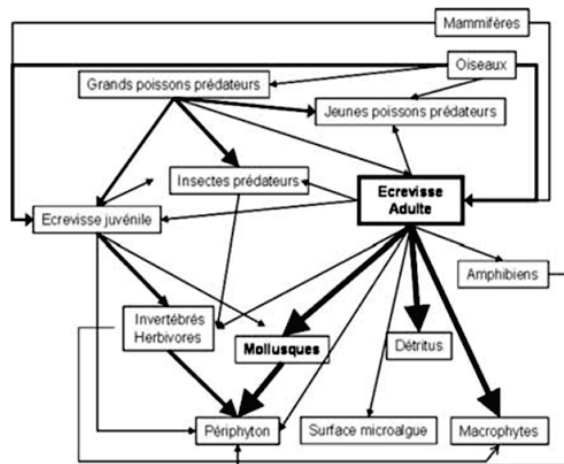 Mammifères
Oiseaux
Grands poissons prédateurs
Jeunes poissons prédateurs
Insectes prédateurs
Ecrevisse
Adulte
Ecrevisse juvénile
Amphibiens
Invertébrés
Herbivores
Mollusques
Détritus
Périphyton
Surface microalgue
Macrophytes